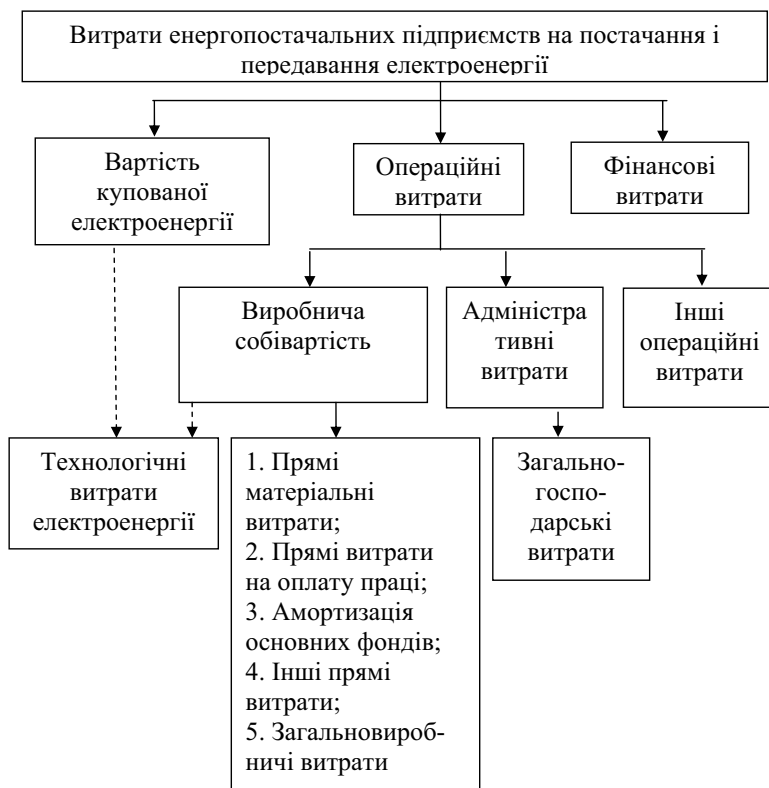 Витрати енергопостачальних підприємств на постачання і
передавання електроенергії
Вартість
купованої
електроенергії
Операційні
витрати
Фінансові
витрати
Виробнича
собівартість
Адміністра
тивні
витрати
Інші
операційні
витрати
Технологічні
витрати
електроенергії
1. Прямі
матеріальні
витрати;
2. Прямі витрати
на оплату праці;
3. Амортизація
основних фондів;
4. Інші прямі
витрати;
5. Загальновироб-
ничі витрати
Загально-
госпо-
дарські
витрати